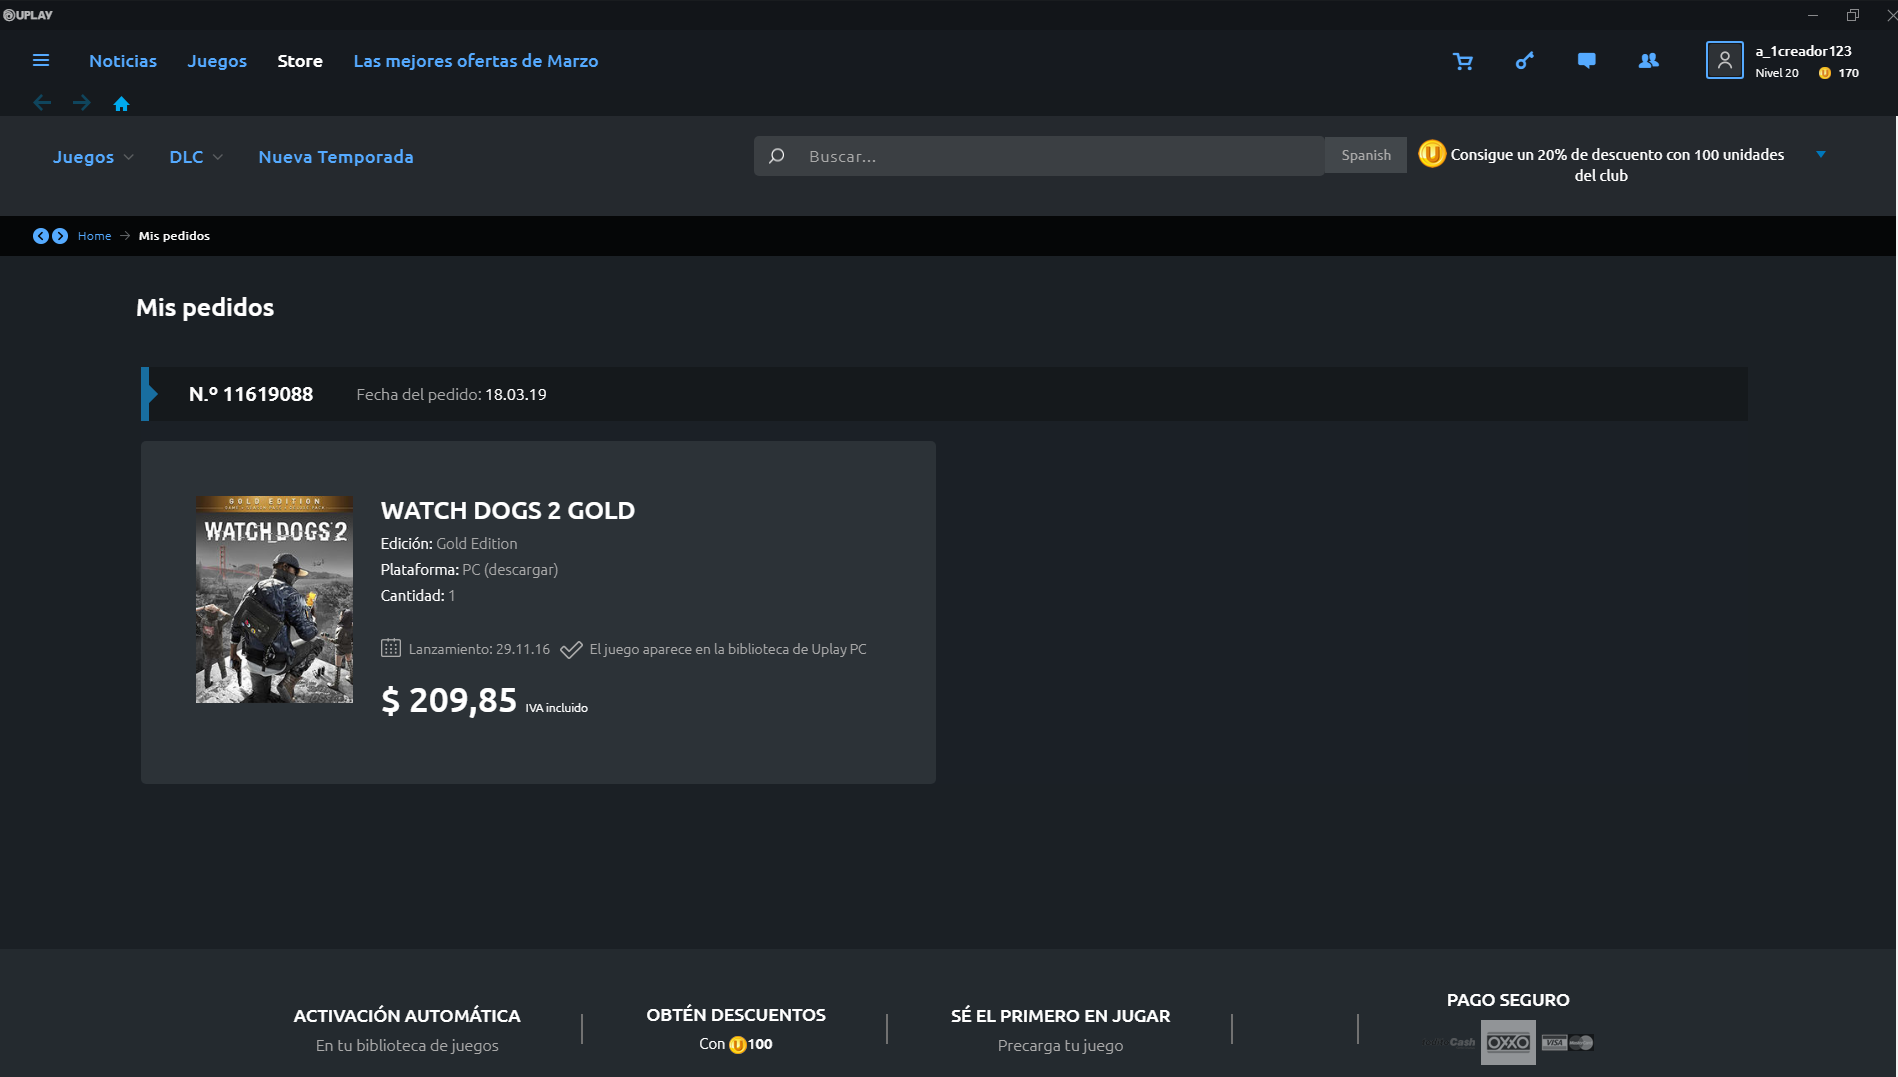 UPLAY
Noticias Juegos Store Las mejores ofertas de Marzo
a_1creador123
Nivel 20 170
Juegos DLC Nueva Temporada
Buscar...
Spanish
Consigue un 20% de descuento con 100 unidades
del club
Home → Mis pedidos
Mis pedidos
N.º 11619088 Fecha del pedido: 18.03.19
GOLD EDITION
WATCH_DOGS 2
WATCH DOGS 2 GOLD
Edición: Gold Edition
Plataforma: PC (descargar)
Cantidad: 1
Lanzamiento: 29.11.16 El juego aparece en la biblioteca de Uplay PC
$ 209,85 IVA incluido
ACTIVACIÓN AUTOMÁTICA
En tu biblioteca de juegos
OBTÉN DESCUENTOS
Con 100
SÉ EL PRIMERO EN JUGAR
Precarga tu juego
PAGO SEGURO
Cash OXXO VISA